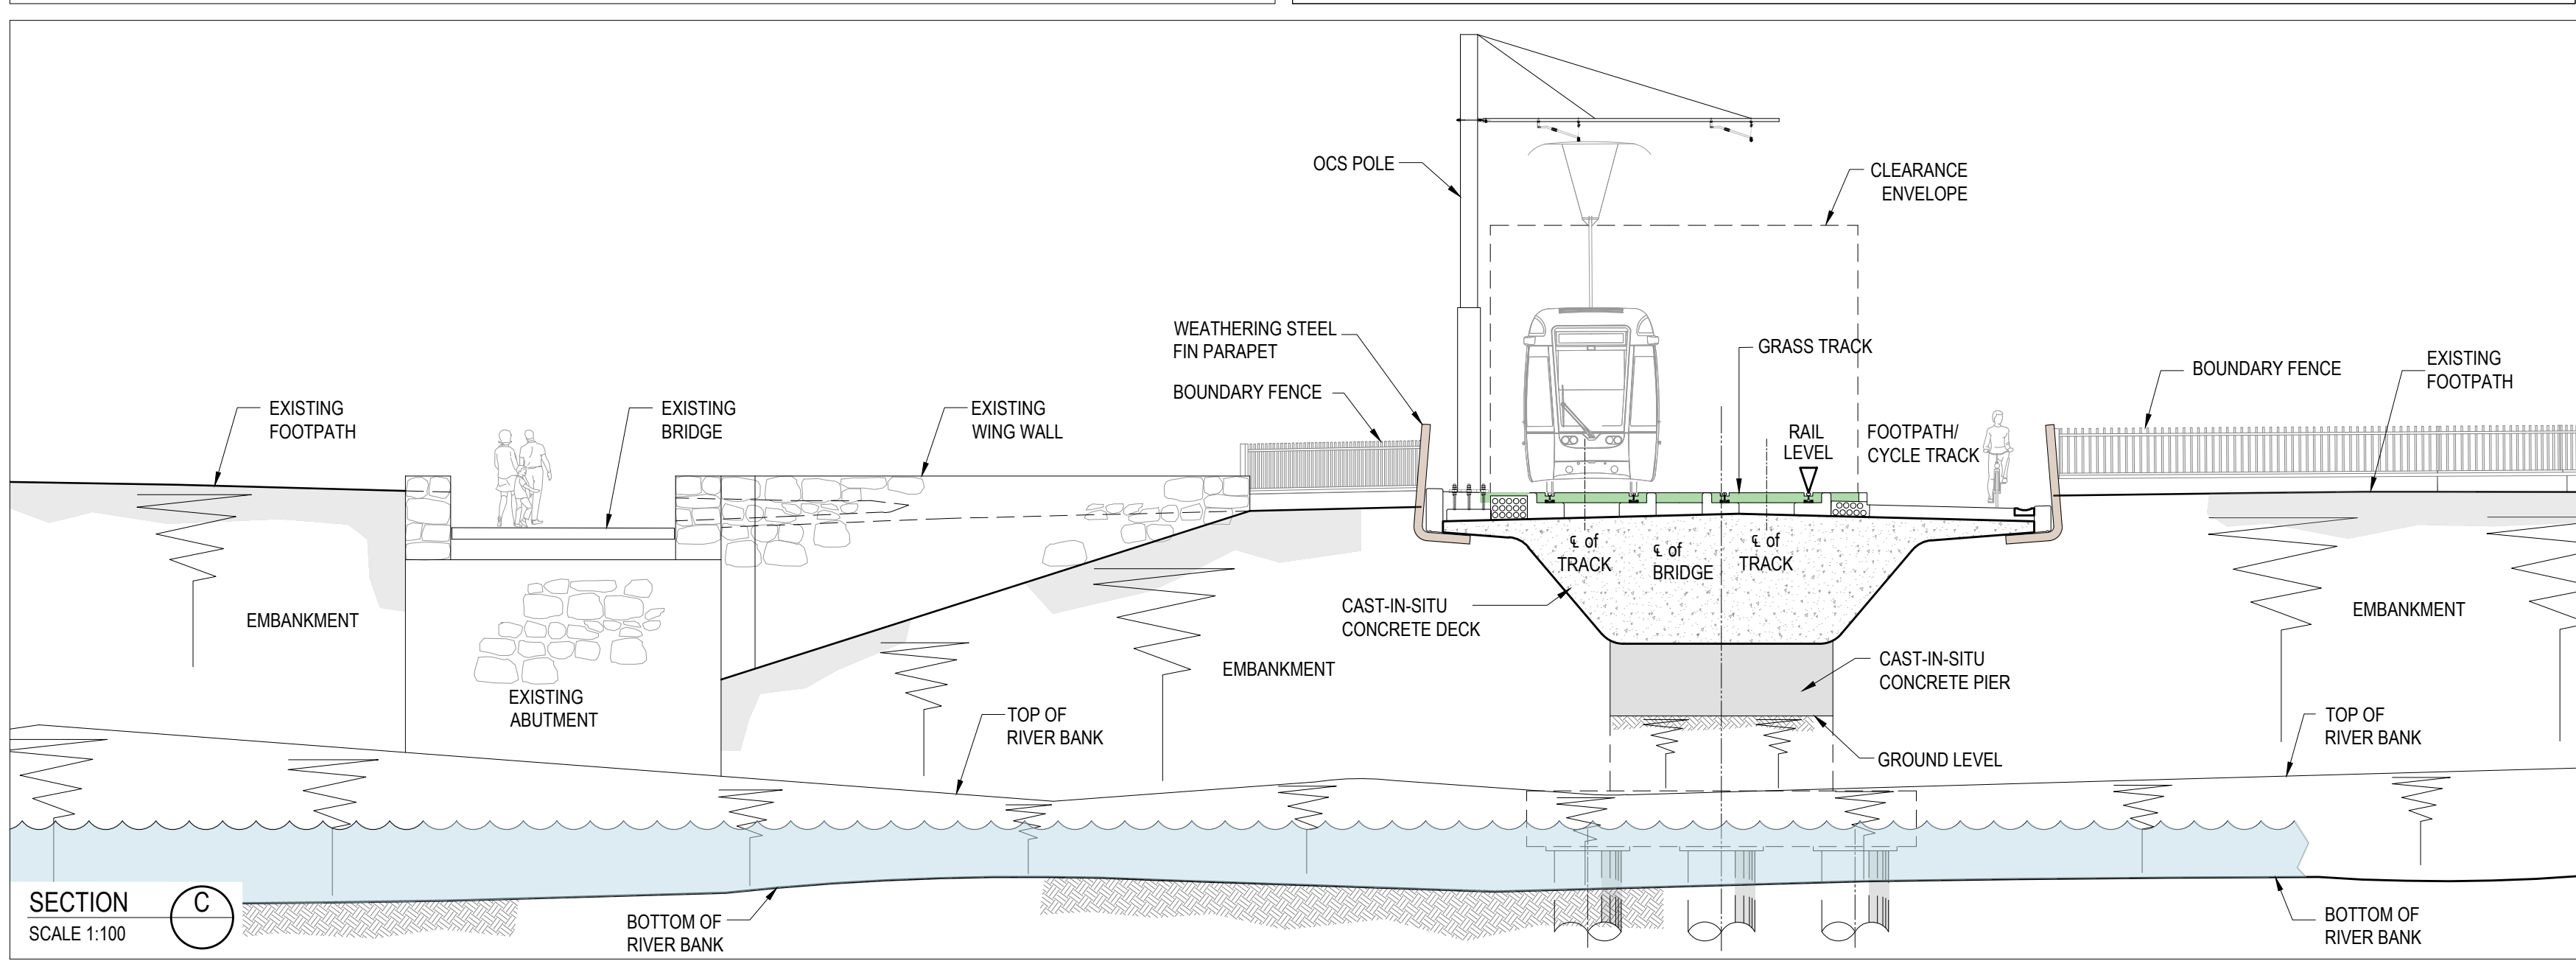 OCS POLE
CLEARANCE
ENVELOPE
WEATHERING STEEL
FIN PARAPET
GRASS TRACK
BOUNDARY FENCE
BOUNDARY FENCE
EXISTING
FOOTPATH
EXISTING
FOOTPATH
EXISTING
BRIDGE
EXISTING
WING WALL
RAIL
LEVEL
FOOTPATH/
CYCLE TRACK
℄ of
TRACK
℄ of
BRIDGE
℄ of
TRACK
EMBANKMENT
CAST-IN-SITU
CONCRETE DECK
EMBANKMENT
EMBANKMENT
CAST-IN-SITU
CONCRETE PIER
EXISTING
ABUTMENT
TOP OF
RIVER BANK
TOP OF
RIVER BANK
GROUND LEVEL
SECTION
C
SCALE 1:100
BOTTOM OF
RIVER BANK
BOTTOM OF
RIVER BANK